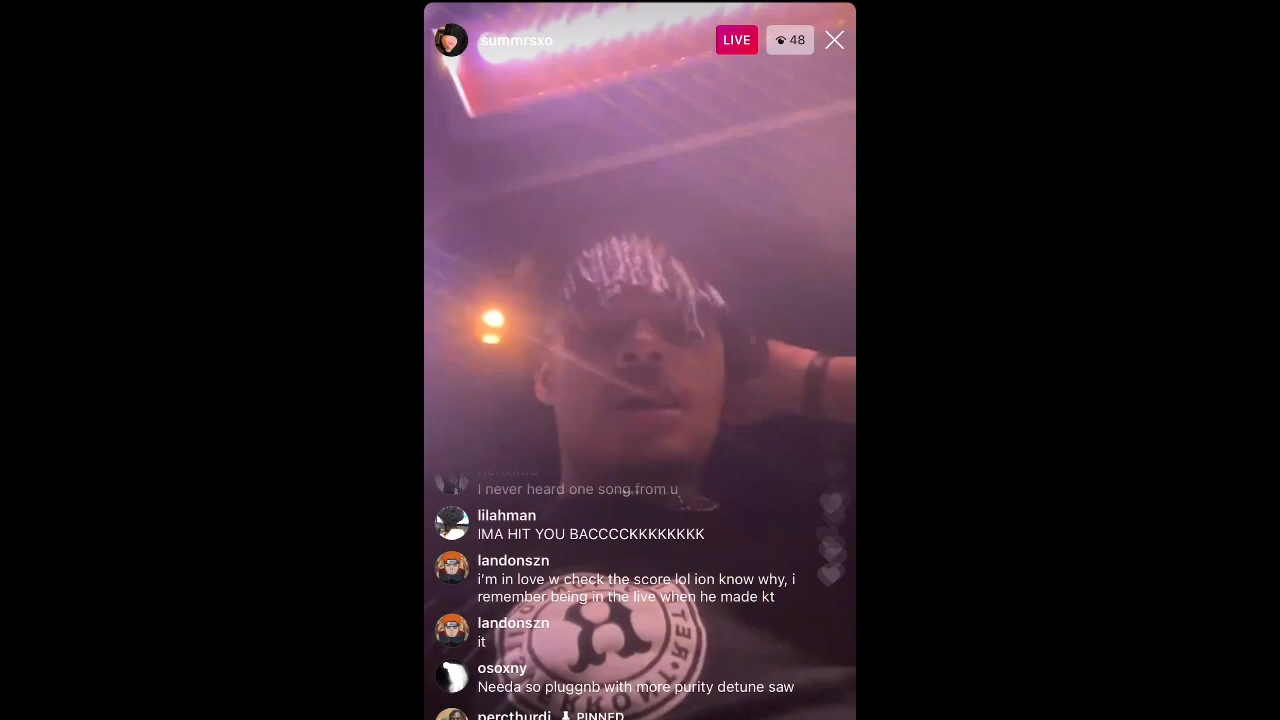 summrsxo
LIVE
48
I never heard one song from u
lilahman
IMA HIT YOU BACCCCKKKKKKKK
landonszn
i'm in love w check the score lol ion know why, i
remember being in the live when he made kt
landonszn
it
osoxny
Needa so pluggnb with more purity detune saw
percthurdi PINNED